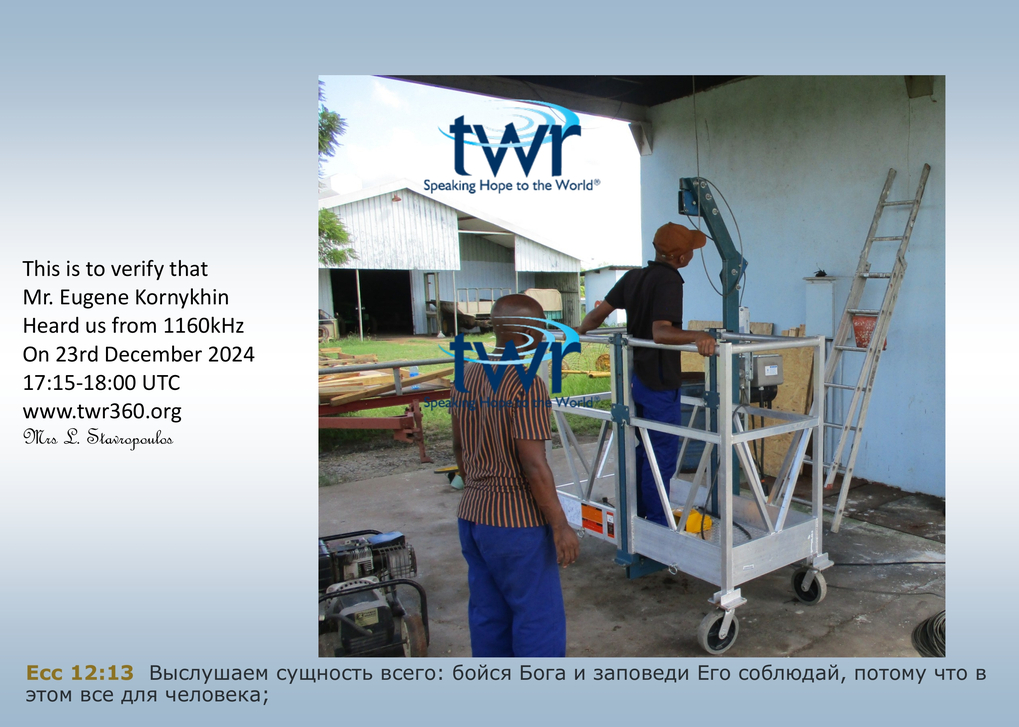 twr
Speaking Hope to the World®
This is to verify that
Mr. Eugene Kornykhin
Heard us from 1160kHz
On 23rd December 2024
17:15-18:00 UTC
www.twr360.org
Mrs L. Stavropoulos
twr
Speaking Hope to the World®
Ecc 12:13 Выслушаем сущность всего: бойся Бога и заповеди Его соблюдай, потому что в
этом все для человека;